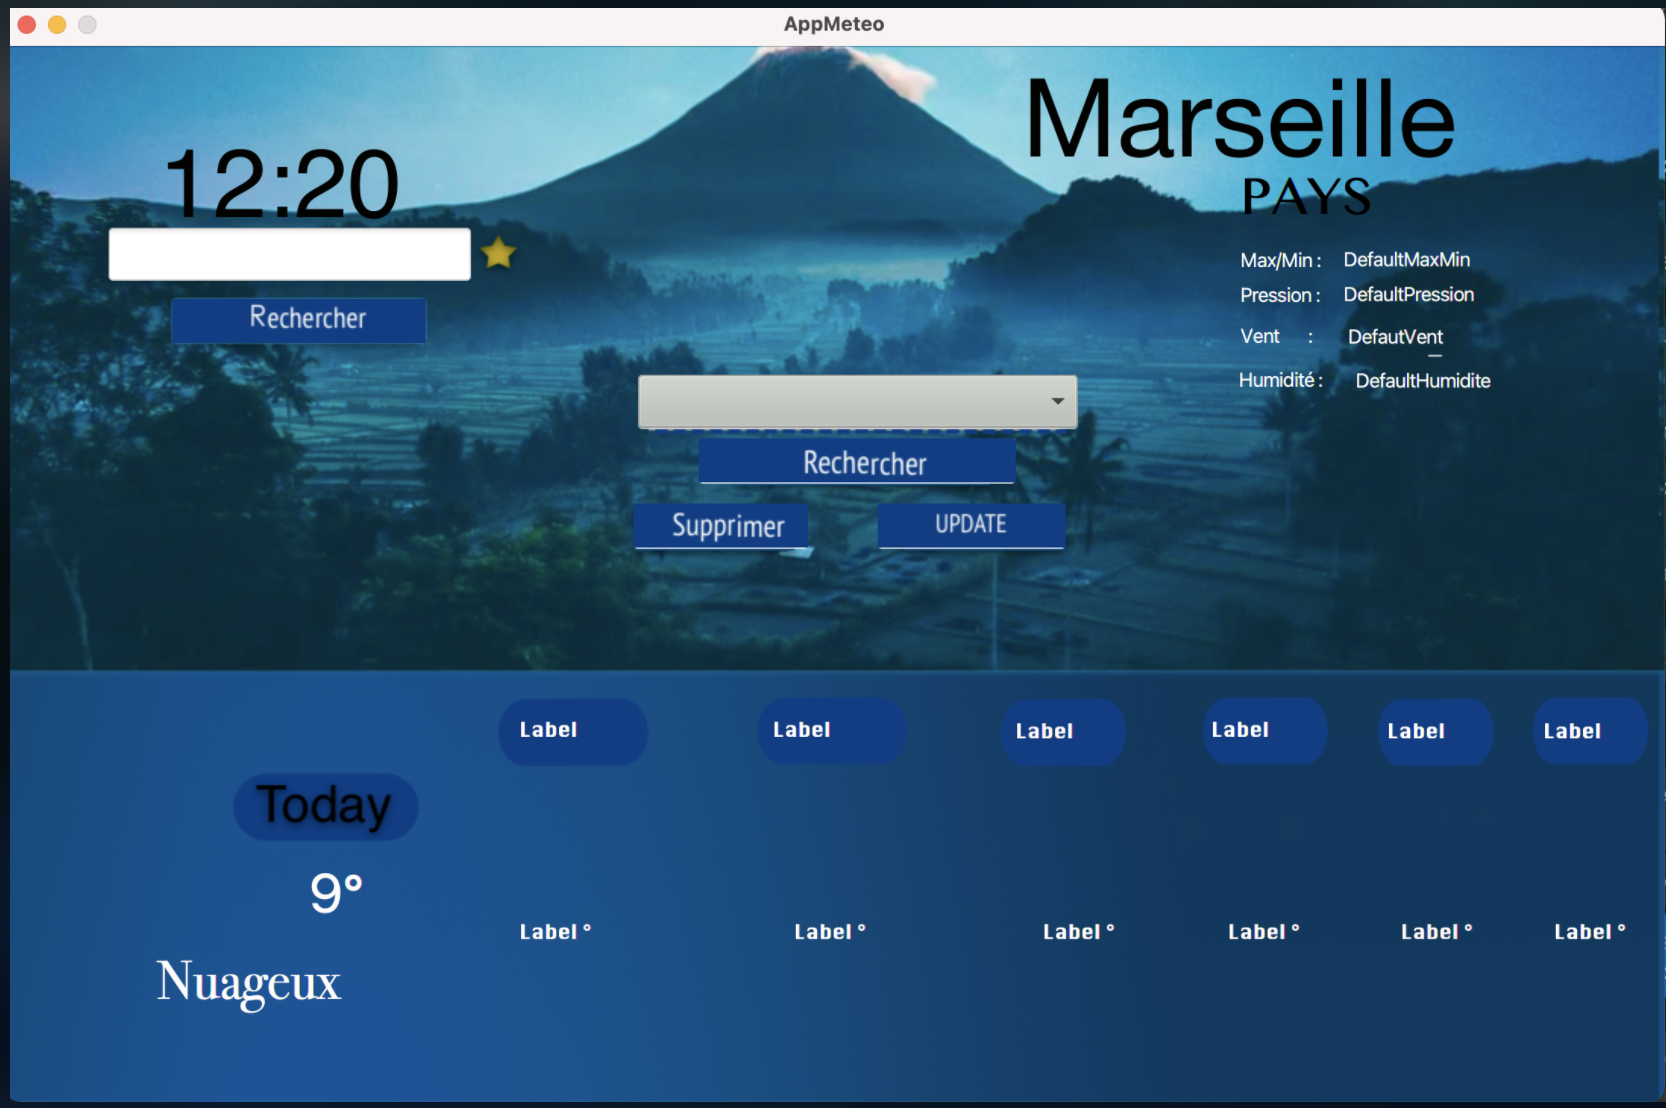 AppMeteo
12:20
Rechercher
Marseille
PAYS
Max/Min : DefaultMaxMin
Pression : DefaultPression
Vent : DefautVent
Humidité : DefaultHumidite
Rechercher
Supprimer UPDATE
Label Label Label Label Label Label
Today
9°
Label ° Label ° Label ° Label ° Label ° Label °
Nuageux